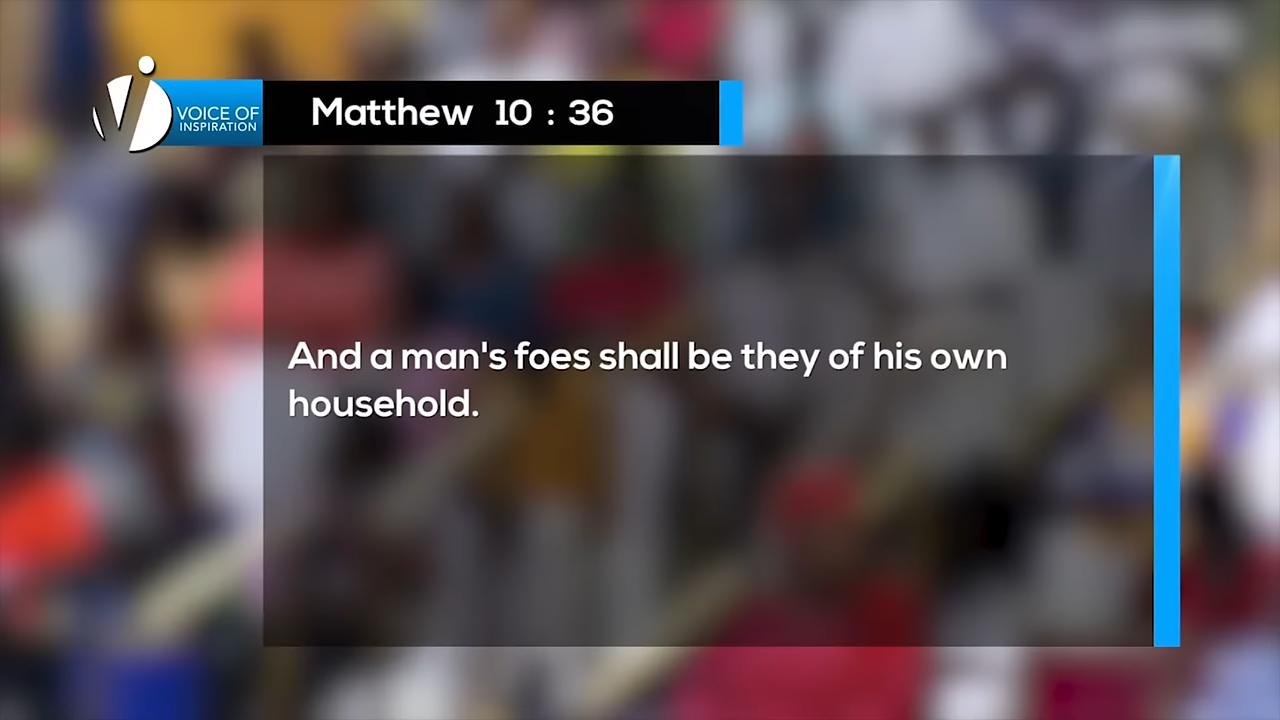 VOICE OF
INSPIRATION
Matthew 10 : 36
And a man's foes shall be they of his own
household.